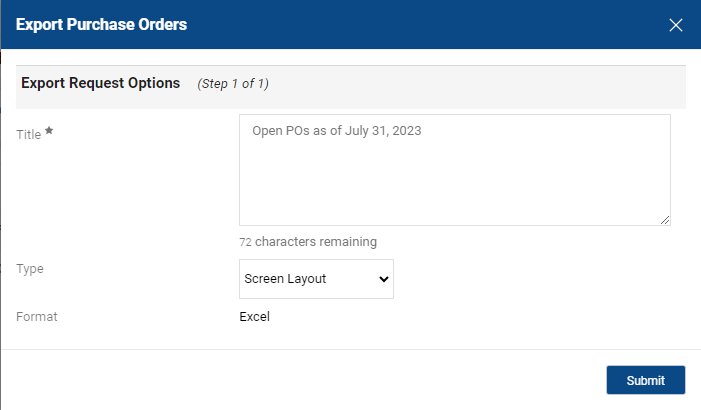 Export Purchase Orders
Export Request Options (Step 1 of 1)
Title ★ Open POs as of July 31, 2023
72 characters remaining
Type Screen Layout
Format Excel
Submit